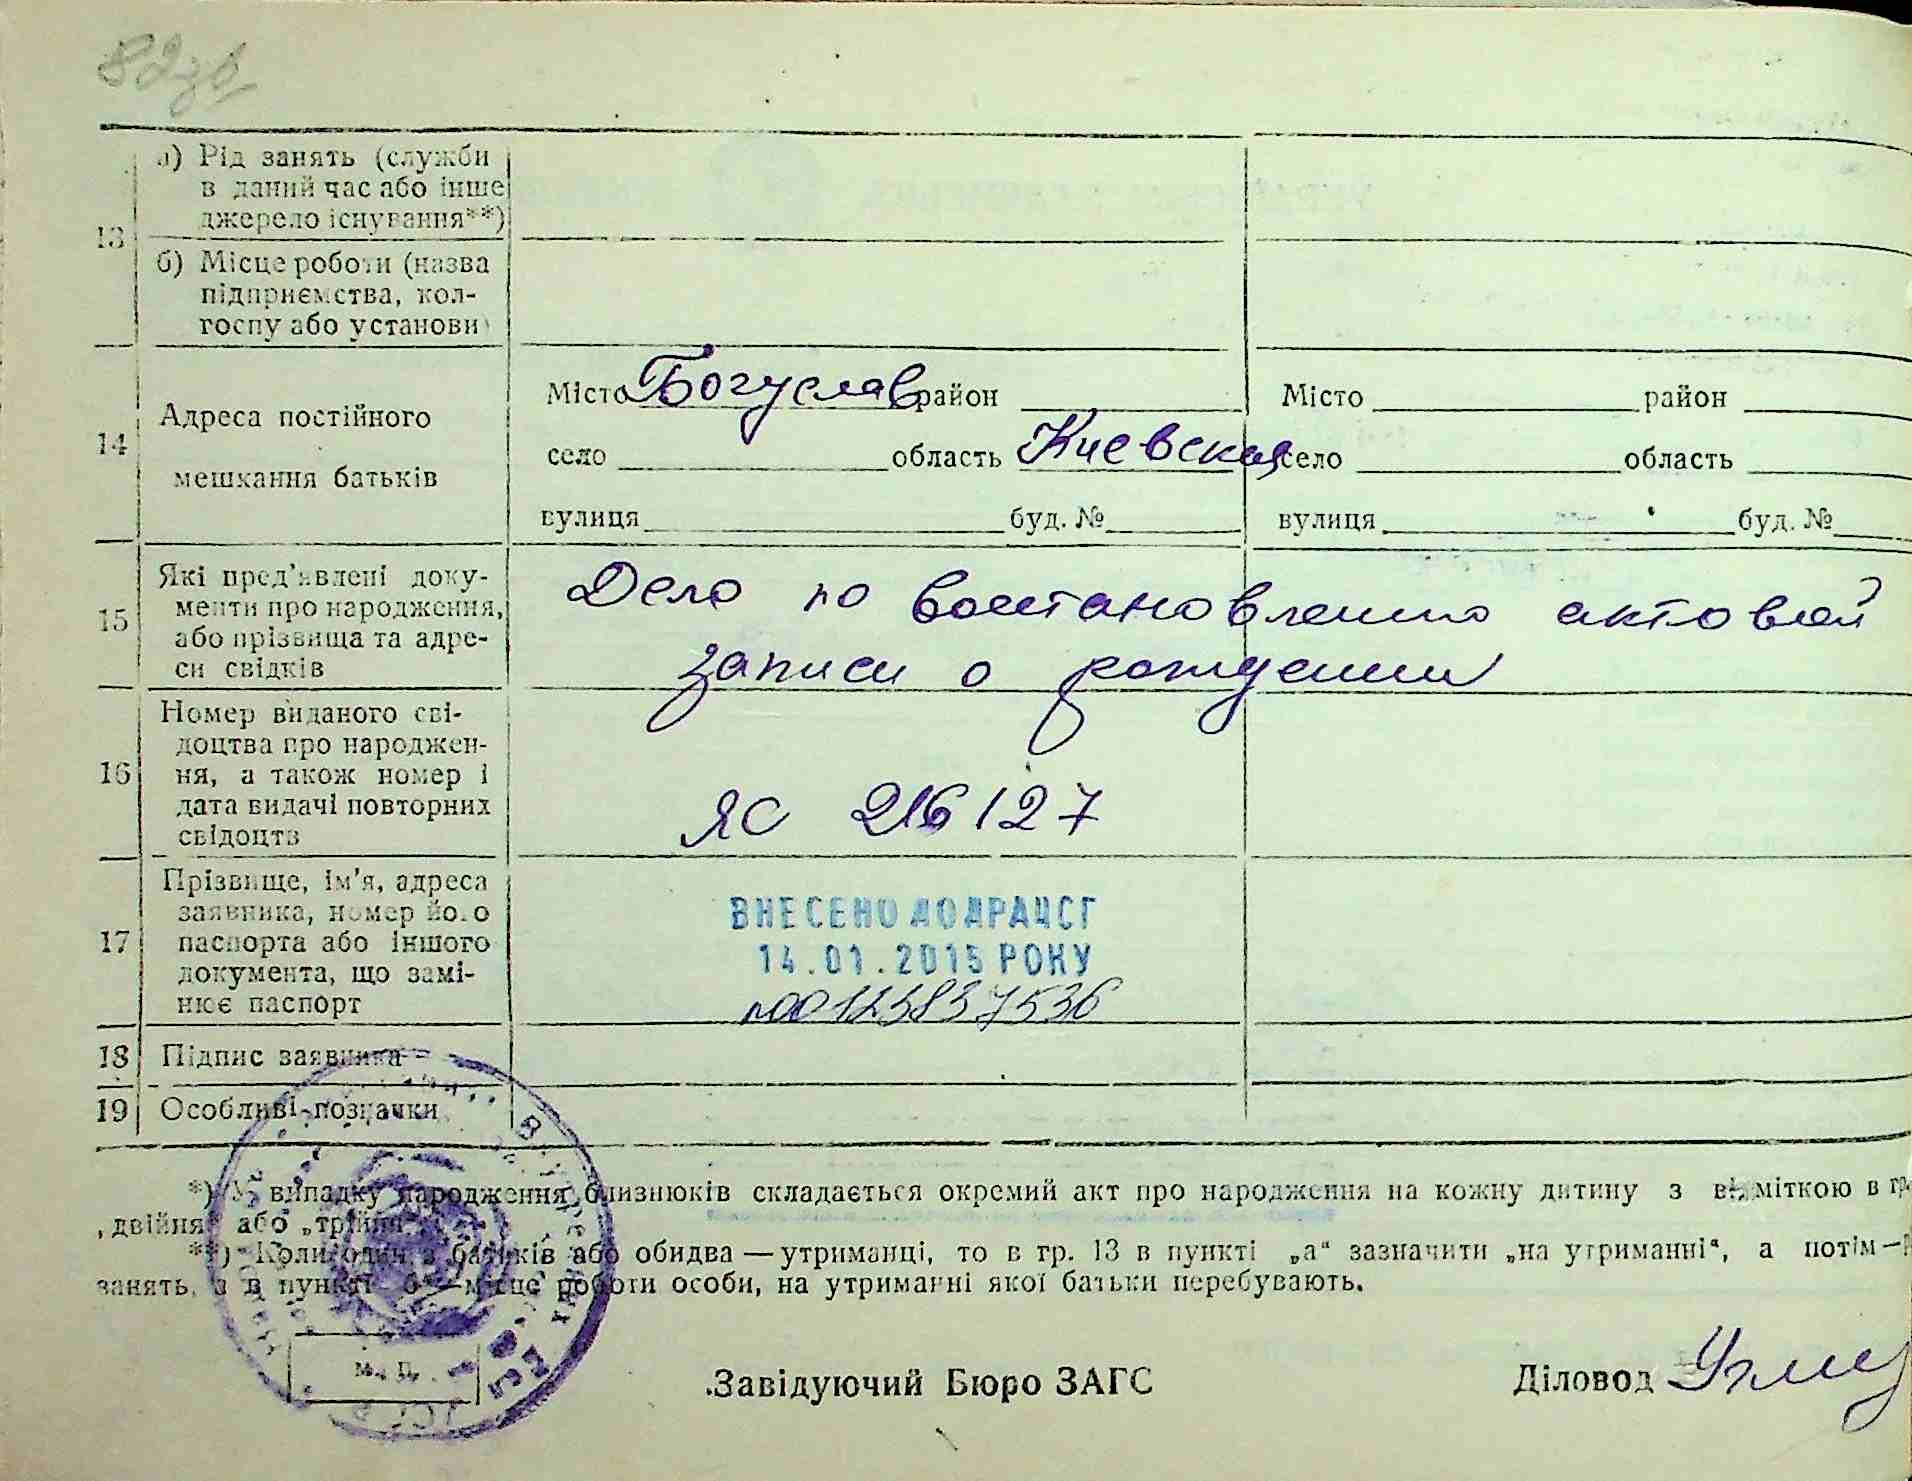 82зв
13
а) Рід занять (служби
в даний час або інше
джерело існування**)
б) Місце роботи (назва
підприємства, кол-
госпу або установи)
14
Адреса постійного
мешкання батьків
Місто Богуслав район
село область Киевская
вулиця буд. №
Місто район
село область
вулиця буд. №
15
Які пред'явлені доку-
менти про народження,
або прізвища та адре-
си свідків
Дело по восстановлению актовой
записи о рождении
16
Номер виданого сві-
доцтва про народжен-
ня, а також номер і
дата видачі повторних
свідоцтв
ЯС 216127
17
Прізвище, ім'я, адреса
заявника, номер його
паспорта або іншого
документа, що замі-
нює паспорт
ВНЕСЕНО ДО ДРАЦСГ
14.01.2015 РОКУ
№00123837536
18 Підпис заявника
19 Особливі позначки
*) У випадку народження близнюків складається окремий акт про народження на кожну дитину з відміткою в гр.
„двійня" або „трійня".
**) Коли один з батьків або обидва — утриманці, то в гр. 13 в пункті „а" зазначити „на утриманні", а потім —
занять, а в пункті „б" — місце роботи особи, на утриманні якої батьки перебувають.
М. П.
Завідуючий Бюро ЗАГС
Діловод